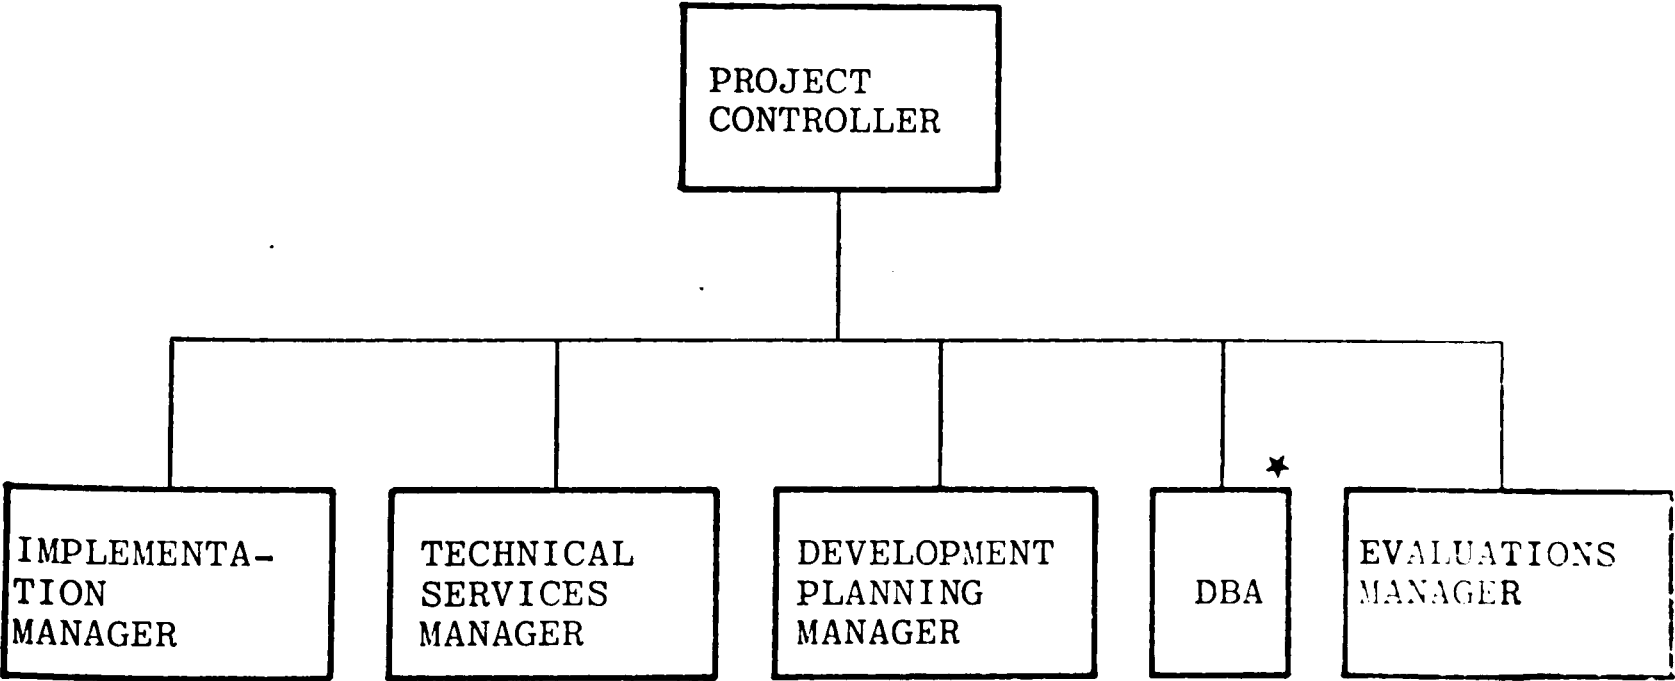 PROJECT
CONTROLLER
IMPLEMENTA-
TION
MANAGER
TECHNICAL
SERVICES
MANAGER
DEVELOPMENT
PLANNING
MANAGER
★
DBA
EVALUATIONS
MANAGER